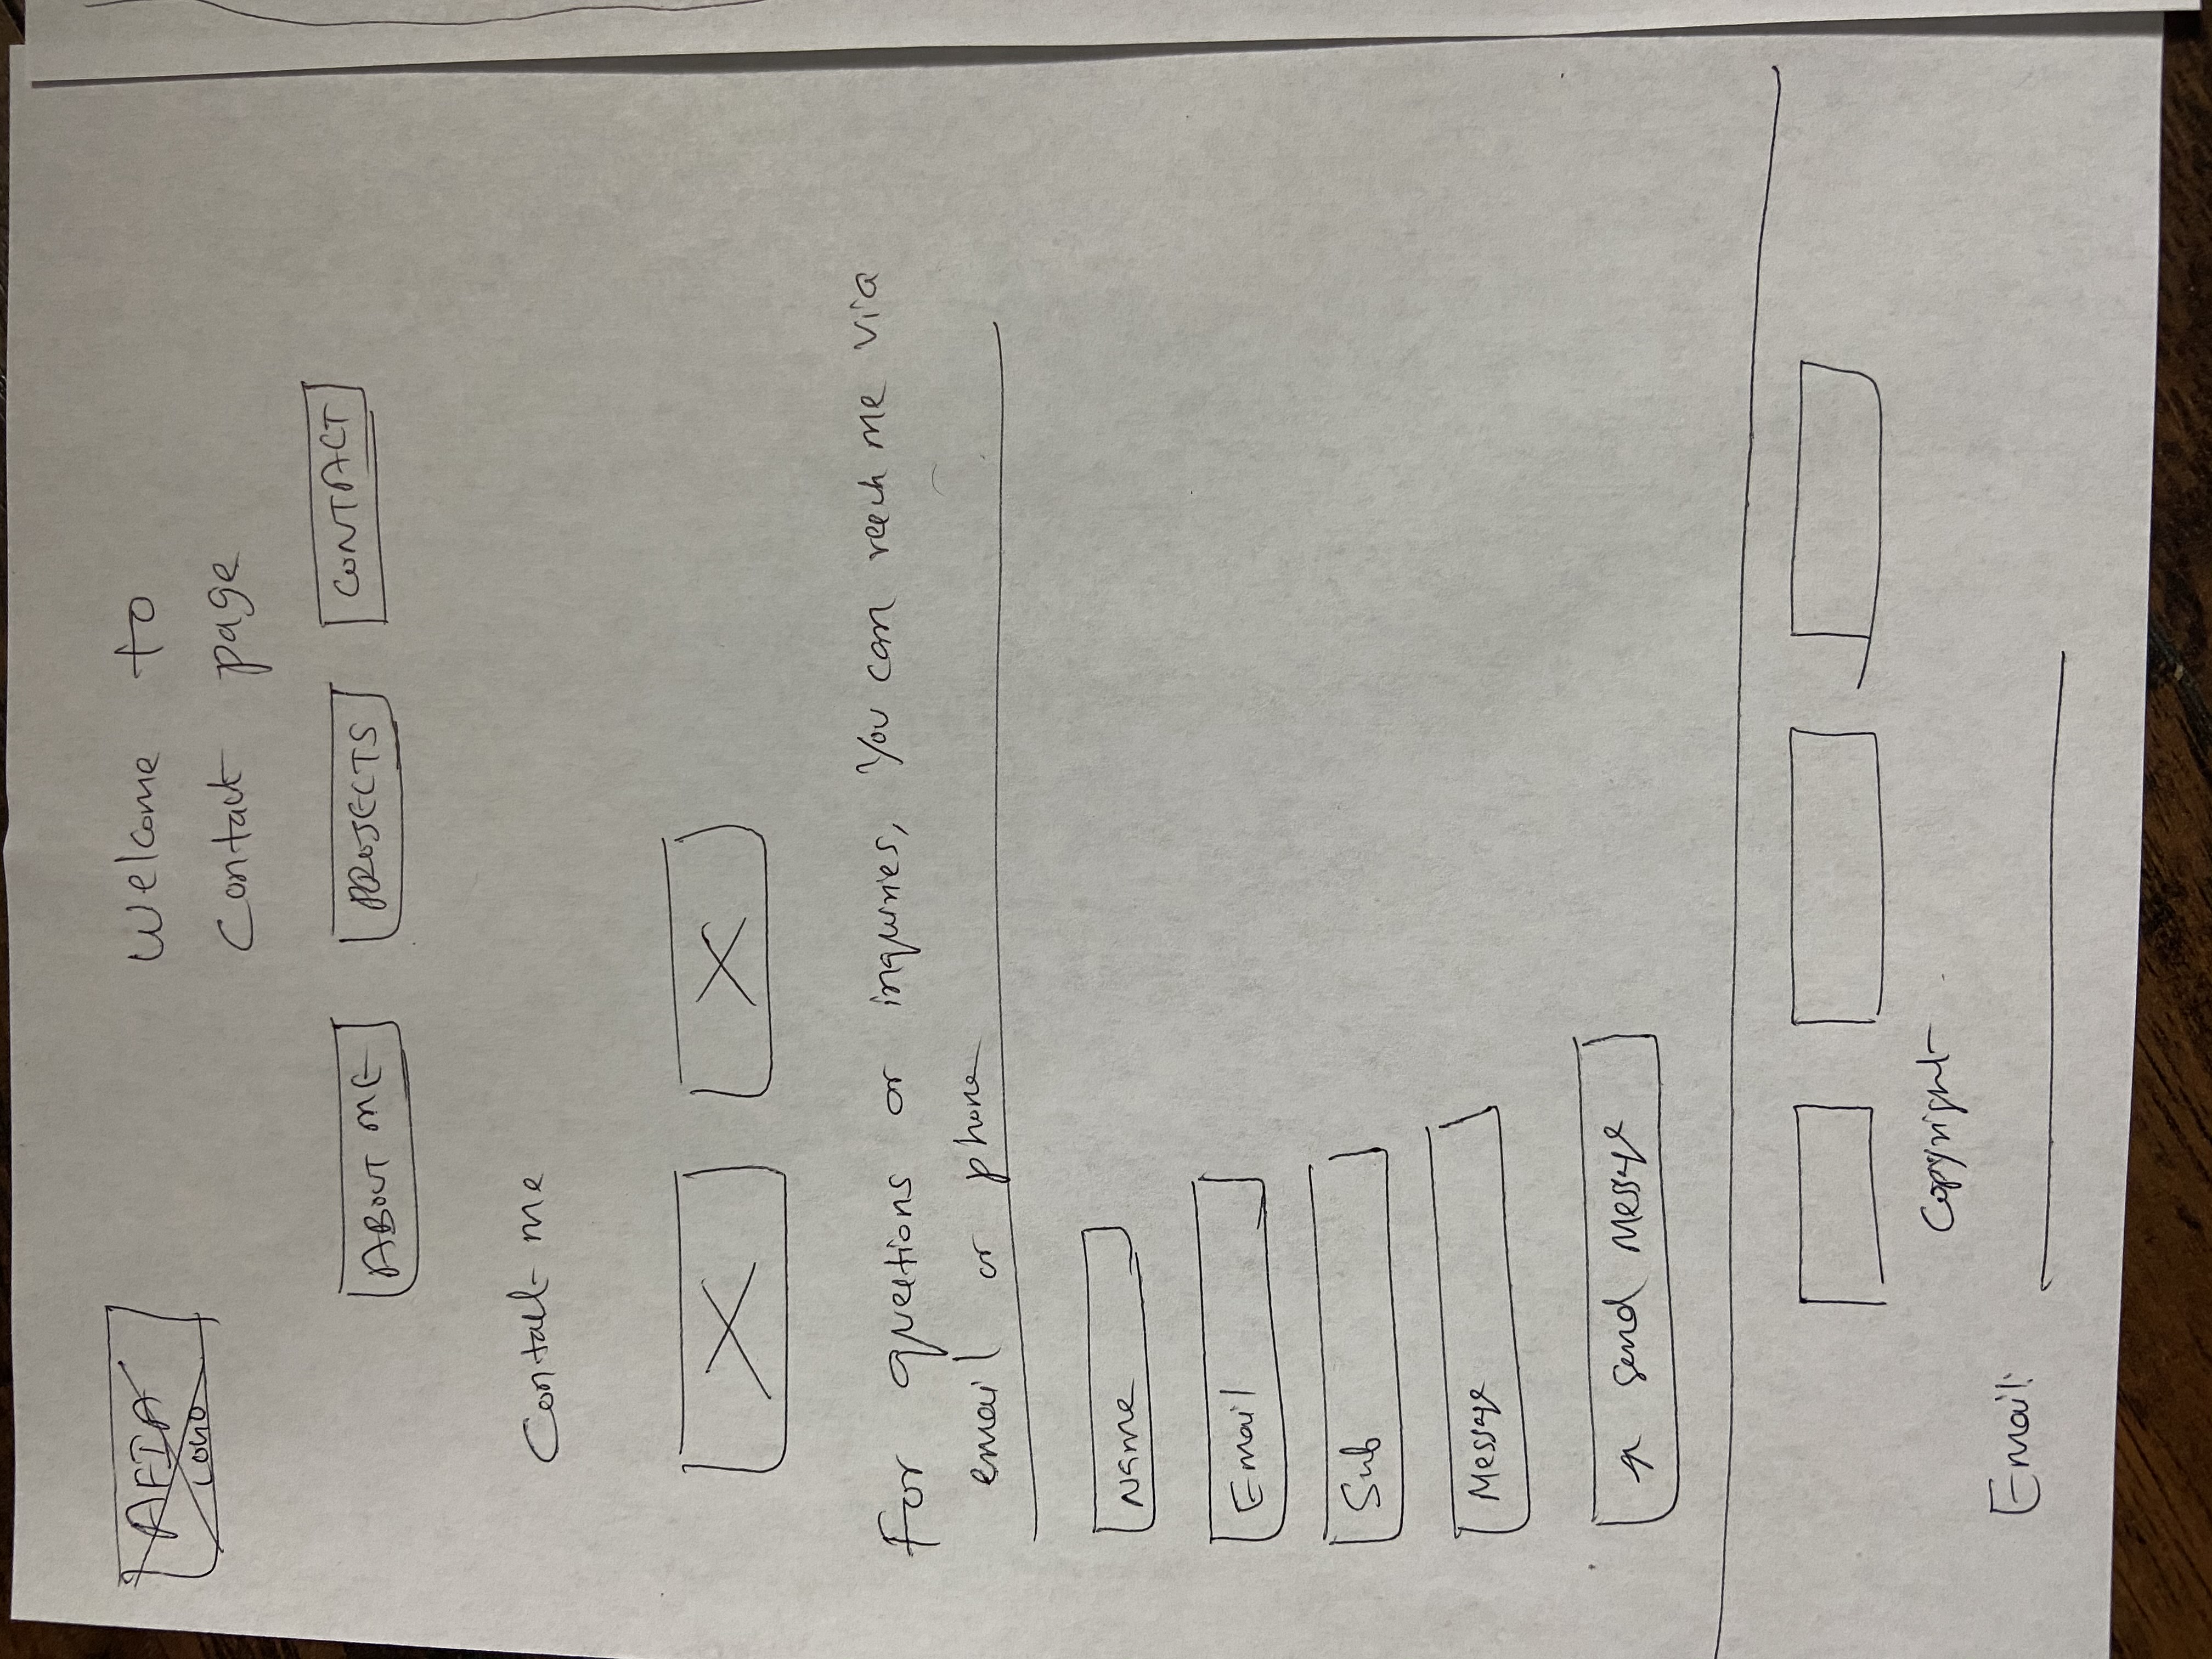 AFIA
LOGO
Welcome to
Contact page
ABOUT ME
PROJECTS
CONTACT
Contact me
For questions or inquiries, You can reach me via
email or phone
Name
Email
Sub
Message
Send Message
Copyright
Email: